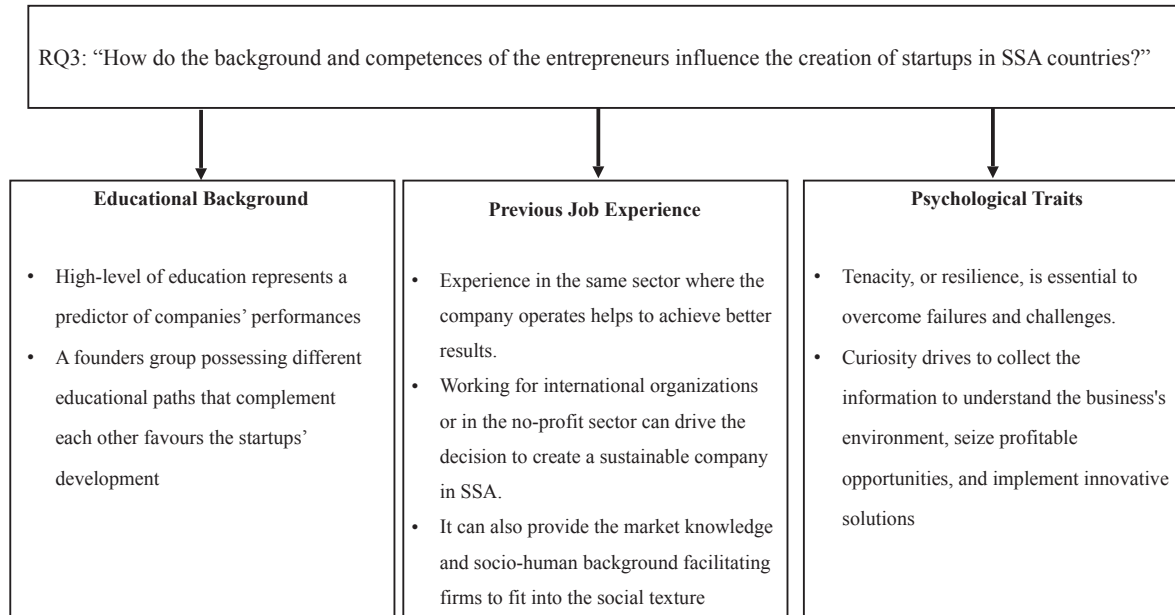 RQ3: “How do the background and competences of the entrepreneurs influence the creation of startups in SSA countries?”
Educational Background
• High-level of education represents a
predictor of companies’ performances
• A founders group possessing different
educational paths that complement
each other favours the startups’
development
Previous Job Experience
• Experience in the same sector where the
company operates helps to achieve better
results.
• Working for international organizations
or in the no-profit sector can drive the
decision to create a sustainable company
in SSA.
• It can also provide the market knowledge
and socio-human background facilitating
firms to fit into the social texture
Psychological Traits
• Tenacity, or resilience, is essential to
overcome failures and challenges.
• Curiosity drives to collect the
information to understand the business's
environment, seize profitable
opportunities, and implement innovative
solutions